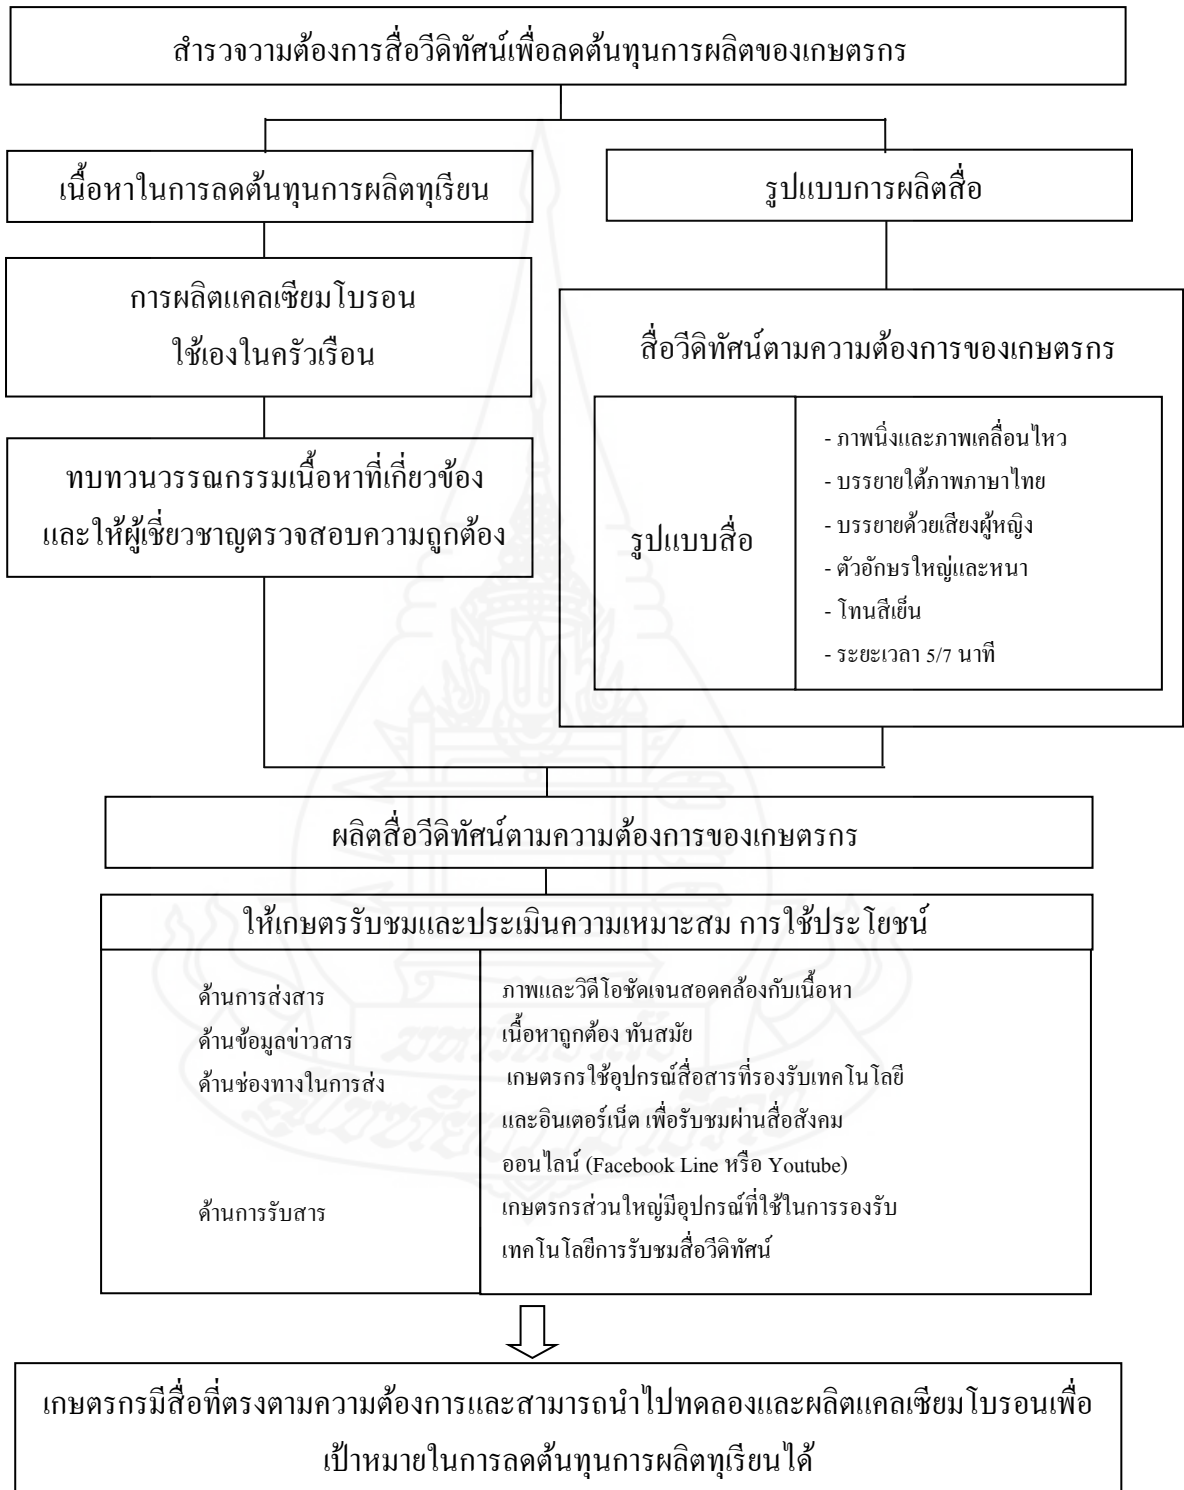 สำรวจวามต้องการสื่อวีดิทัศน์เพื่อลดต้นทุนการผลิตของเกษตรกร
เนื้อหาในการลดต้นทุนการผลิตทุเรียน
รูปแบบการผลิตสื่อ
การผลิตแคลเซียมโบรอน
ใช้เองในครัวเรือน
ทบทวนวรรณกรรมเนื้อหาที่เกี่ยวข้อง
และให้ผู้เชี่ยวชาญตรวจสอบความถูกต้อง
สื่อวีดิทัศน์ตามความต้องการของเกษตรกร
รูปแบบสื่อ
- ภาพนิ่งและภาพเคลื่อนไหว
- บรรยายใต้ภาพภาษาไทย
- บรรยายด้วยเสียงผู้หญิง
- ตัวอักษรใหญ่และหนา
- โทนสีเย็น
- ระยะเวลา 5/7 นาที
ผลิตสื่อวีดิทัศน์ตามความต้องการของเกษตรกร
ให้เกษตรรับชมและประเมินความเหมาะสม การใช้ประโยชน์
ด้านการส่งสาร
ภาพและวิดีโอชัดเจนสอดคล้องกับเนื้อหา
ด้านข้อมูลข่าวสาร
เนื้อหาถูกต้อง ทันสมัย
ด้านช่องทางในการส่ง
เกษตรกรใช้อุปกรณ์สื่อสารที่รองรับเทคโนโลยี
และอินเตอร์เน็ต เพื่อรับชมผ่านสื่อสังคม
ออนไลน์ (Facebook Line หรือ Youtube)
ด้านการรับสาร
เกษตรกรส่วนใหญ่มีอุปกรณ์ที่ใช้ในการรองรับ
เทคโนโลยีการรับชมสื่อวีดิทัศน์
เกษตรกรมีสื่อที่ตรงตามความต้องการและสามารถนำไปทดลองและผลิตแคลเซียมโบรอนเพื่อ
เป้าหมายในการลดต้นทุนการผลิตทุเรียนได้
มหาวิทยาลัย
สุโขทัยธรรมาธิราช